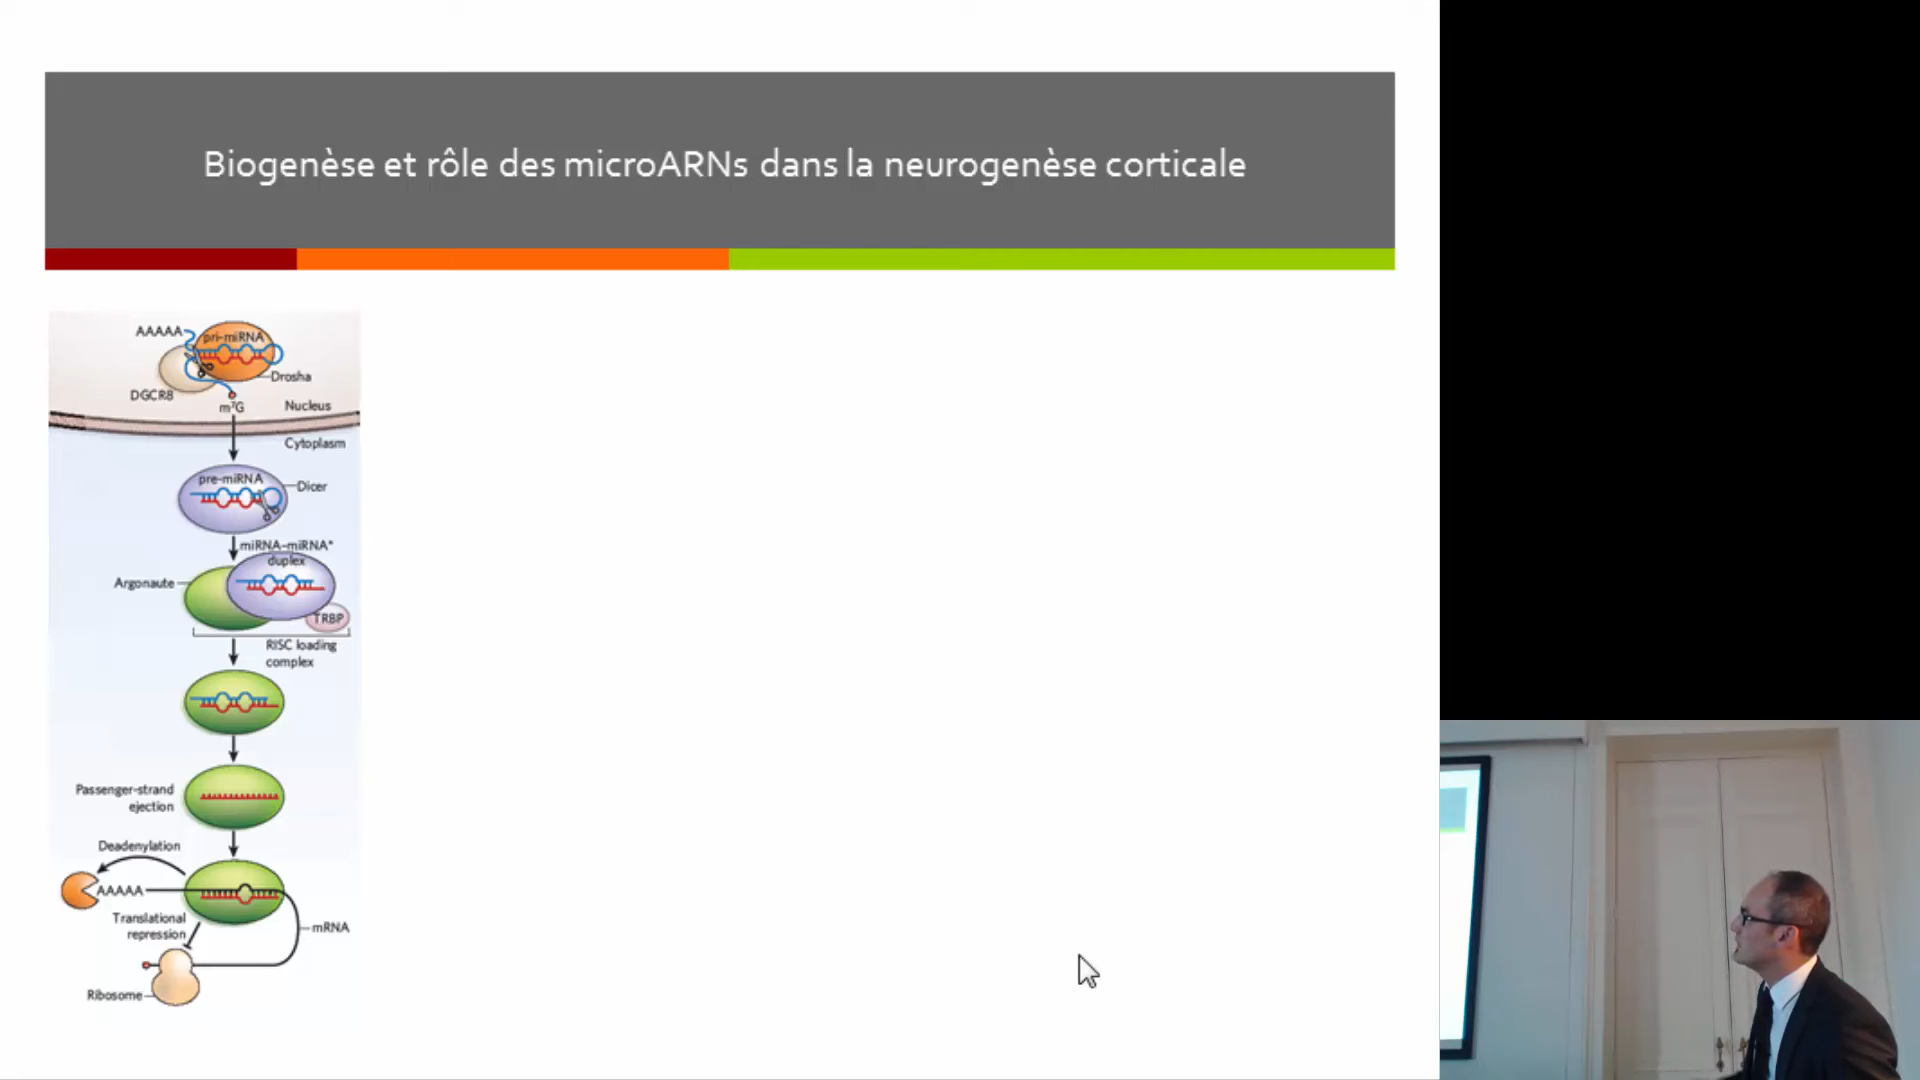 Biogenèse et rôle des microARNs dans la neurogenèse corticale
AAAAA
pri-miRNA
Drosha
DGCR8
m⁷G
Nucleus
Cytoplasm
pre-miRNA
Dicer
miRNA–miRNA*
duplex
Argonaute
TRBP
RISC loading
complex
Passenger-strand
ejection
Deadenylation
AAAAA
Translational
repression
mRNA
Ribosome